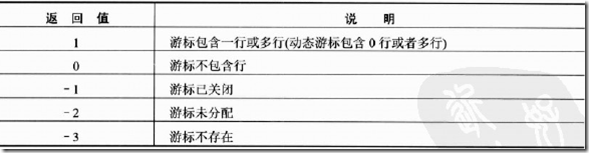 返 回 值 说 明
1 游标包含一行或多行(动态游标包含 0 行或者多行)
0 游标不包含行
-1 游标已关闭
-2 游标未分配
-3 游标不存在